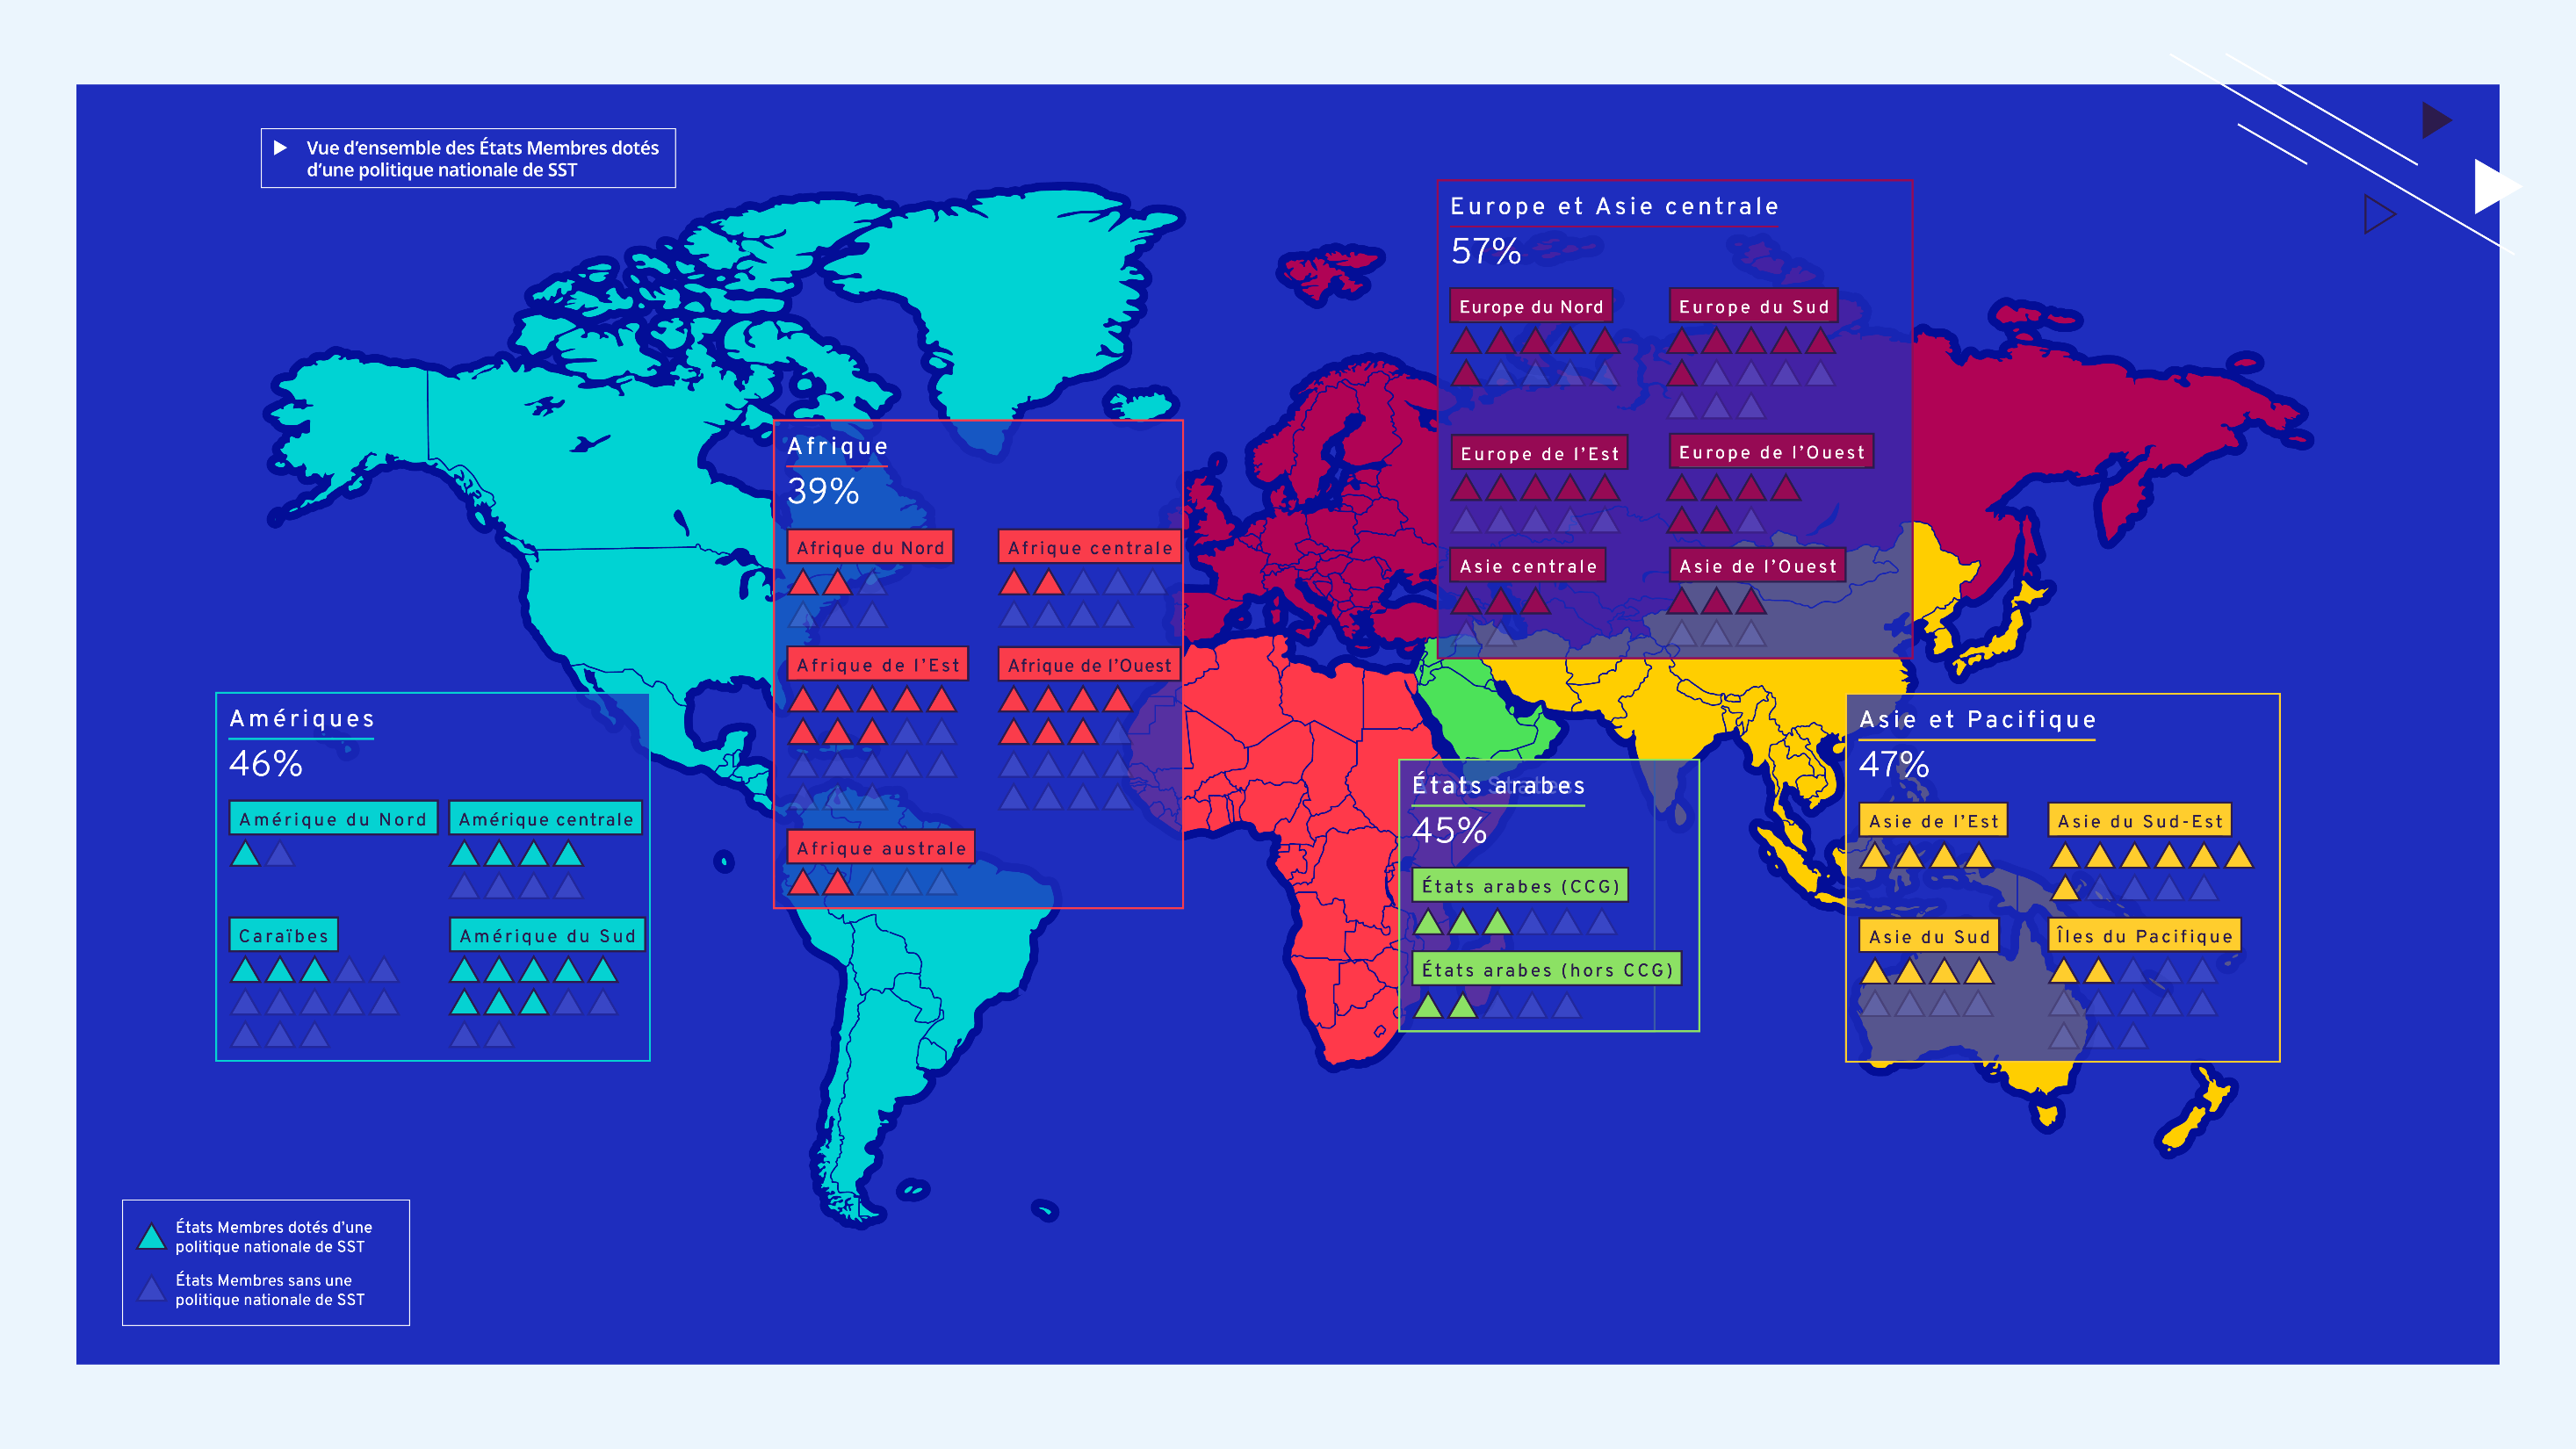 Vue d’ensemble des États Membres dotés
d’une politique nationale de SST
Europe et Asie centrale
57%
Europe du Nord
Europe du Sud
Europe de l’Est
Europe de l’Ouest
Asie centrale
Asie de l’Ouest
Afrique
39%
Afrique du Nord
Afrique centrale
Afrique de l’Est
Afrique de l’Ouest
Afrique australe
Amériques
46%
Amérique du Nord
Amérique centrale
Caraïbes
Amérique du Sud
États arabes
45%
États arabes (CCG)
États arabes (hors CCG)
Asie et Pacifique
47%
Asie de l’Est
Asie du Sud-Est
Asie du Sud
Îles du Pacifique
États Membres dotés d’une
politique nationale de SST
États Membres sans une
politique nationale de SST